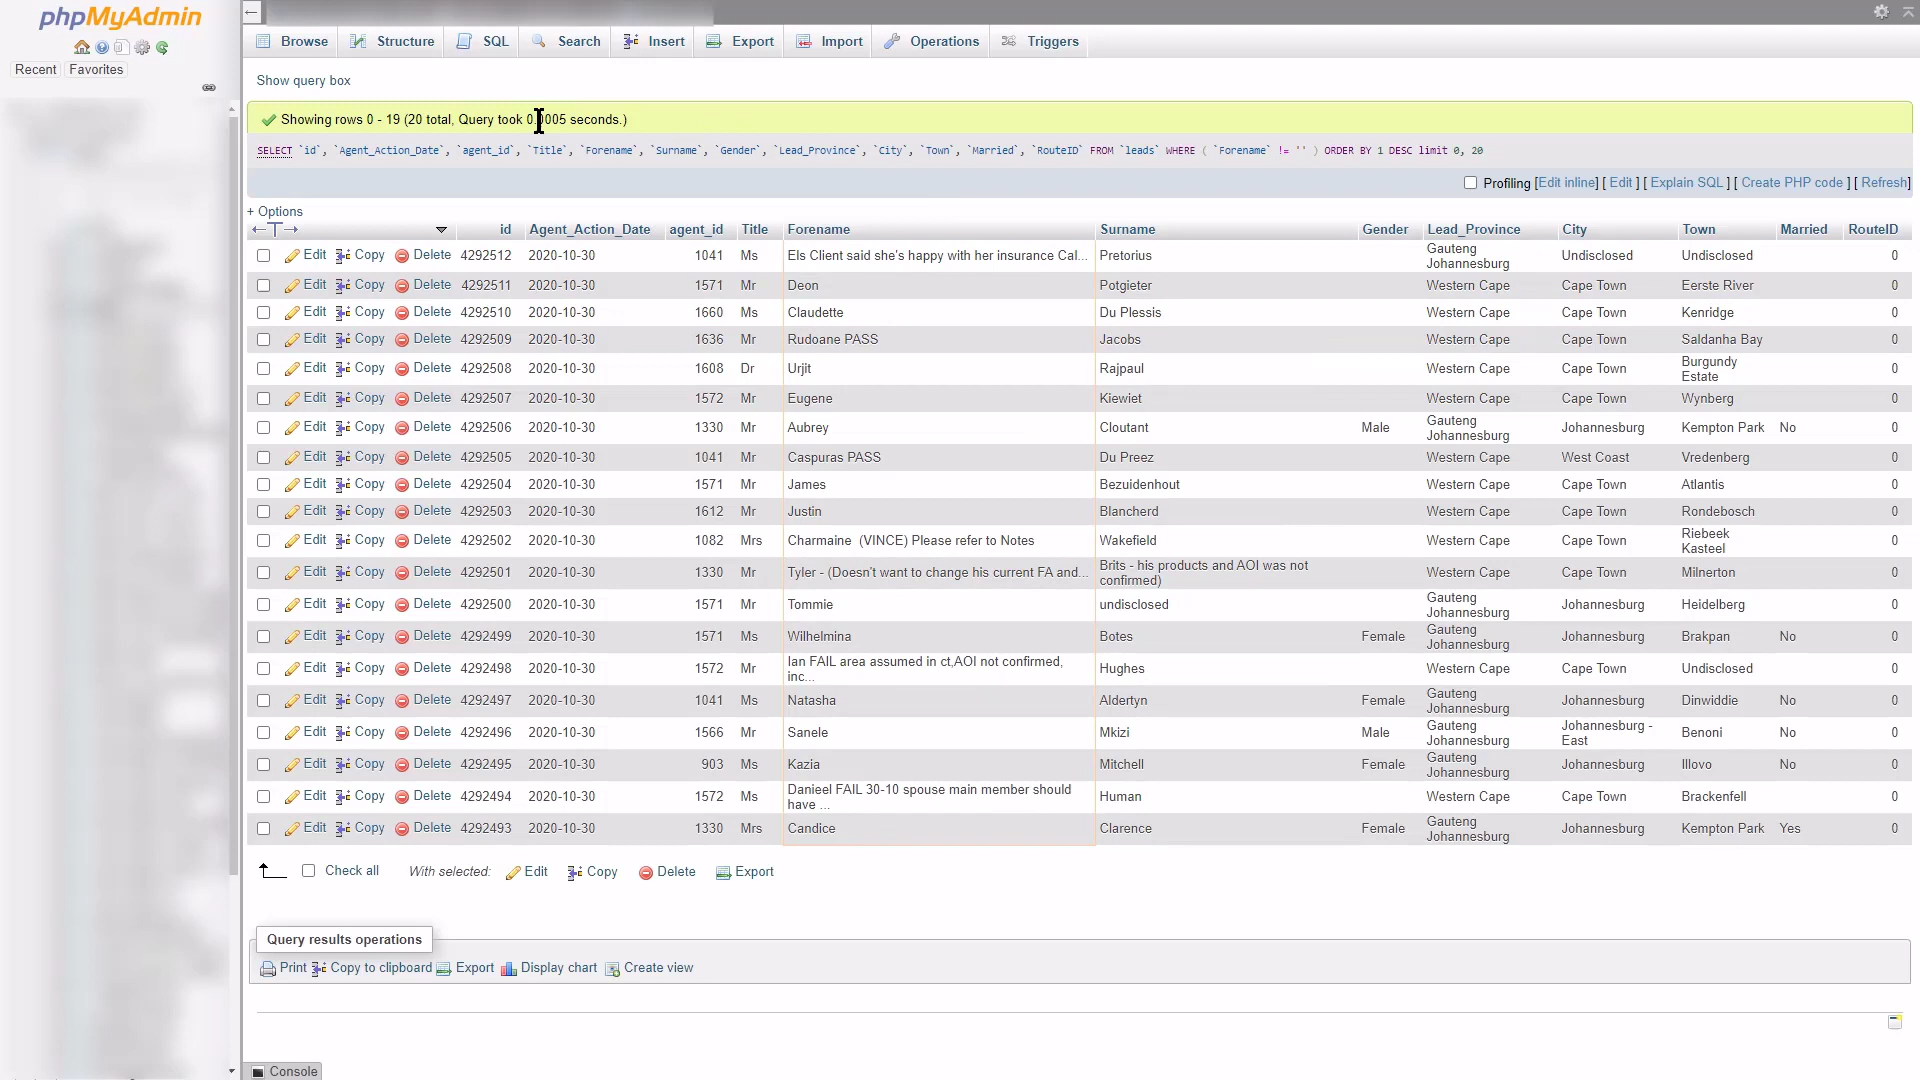 phpMyAdmin
Recent Favorites
Browse Structure SQL Search Insert Export Import Operations Triggers
Show query box
Showing rows 0 - 19 (20 total, Query took 0.0005 seconds.)
SELECT `id`, `Agent_Action_Date`, `agent_id`, `Title`, `Forename`, `Surname`, `Gender`, `Lead_Province`, `City`, `Town`, `Married`, `RouteID` FROM `leads` WHERE ( `Forename` != '' ) ORDER BY 1 DESC limit 0, 20
Profiling [Edit inline] [ Edit ] [ Explain SQL ] [ Create PHP code ] [ Refresh]
+ Options
←T→ id Agent_Action_Date agent_id Title Forename Surname Gender Lead_Province City Town Married RouteID
Edit Copy Delete 4292512 2020-10-30 1041 Ms Els Client said she's happy with her insurance Cal... Pretorius Gauteng Johannesburg Undisclosed Undisclosed 0
Edit Copy Delete 4292511 2020-10-30 1571 Mr Deon Potgieter Western Cape Cape Town Eerste River 0
Edit Copy Delete 4292510 2020-10-30 1660 Ms Claudette Du Plessis Western Cape Cape Town Kenridge 0
Edit Copy Delete 4292509 2020-10-30 1636 Mr Rudoane PASS Jacobs Western Cape Cape Town Saldanha Bay 0
Edit Copy Delete 4292508 2020-10-30 1608 Dr Urjit Rajpaul Western Cape Cape Town Burgundy Estate 0
Edit Copy Delete 4292507 2020-10-30 1572 Mr Eugene Kiewiet Western Cape Cape Town Wynberg 0
Edit Copy Delete 4292506 2020-10-30 1330 Mr Aubrey Cloutant Male Gauteng Johannesburg Johannesburg Kempton Park No 0
Edit Copy Delete 4292505 2020-10-30 1041 Mr Caspuras PASS Du Preez Western Cape West Coast Vredenberg 0
Edit Copy Delete 4292504 2020-10-30 1571 Mr James Bezuidenhout Western Cape Cape Town Atlantis 0
Edit Copy Delete 4292503 2020-10-30 1612 Mr Justin Blancherd Western Cape Cape Town Rondebosch 0
Edit Copy Delete 4292502 2020-10-30 1082 Mrs Charmaine (VINCE) Please refer to Notes Wakefield Western Cape Cape Town Riebeek Kasteel 0
Edit Copy Delete 4292501 2020-10-30 1330 Mr Tyler - (Doesn't want to change his current FA and... Brits - his products and AOI was not confirmed) Western Cape Cape Town Milnerton 0
Edit Copy Delete 4292500 2020-10-30 1571 Mr Tommie undisclosed Gauteng Johannesburg Johannesburg Heidelberg 0
Edit Copy Delete 4292499 2020-10-30 1571 Ms Wilhelmina Botes Female Gauteng Johannesburg Johannesburg Brakpan No 0
Edit Copy Delete 4292498 2020-10-30 1572 Mr Ian FAIL area assumed in ct,AOI not confirmed, inc... Hughes Western Cape Cape Town Undisclosed 0
Edit Copy Delete 4292497 2020-10-30 1041 Ms Natasha Aldertyn Female Gauteng Johannesburg Johannesburg Dinwiddie No 0
Edit Copy Delete 4292496 2020-10-30 1566 Mr Sanele Mkizi Male Gauteng Johannesburg Johannesburg - East Benoni No 0
Edit Copy Delete 4292495 2020-10-30 903 Ms Kazia Mitchell Female Gauteng Johannesburg Johannesburg Illovo No 0
Edit Copy Delete 4292494 2020-10-30 1572 Ms Danieel FAIL 30-10 spouse main member should have ... Human Western Cape Cape Town Brackenfell 0
Edit Copy Delete 4292493 2020-10-30 1330 Mrs Candice Clarence Female Gauteng Johannesburg Johannesburg Kempton Park Yes 0
Check all With selected: Edit Copy Delete Export
Query results operations
Print Copy to clipboard Export Display chart Create view
Console